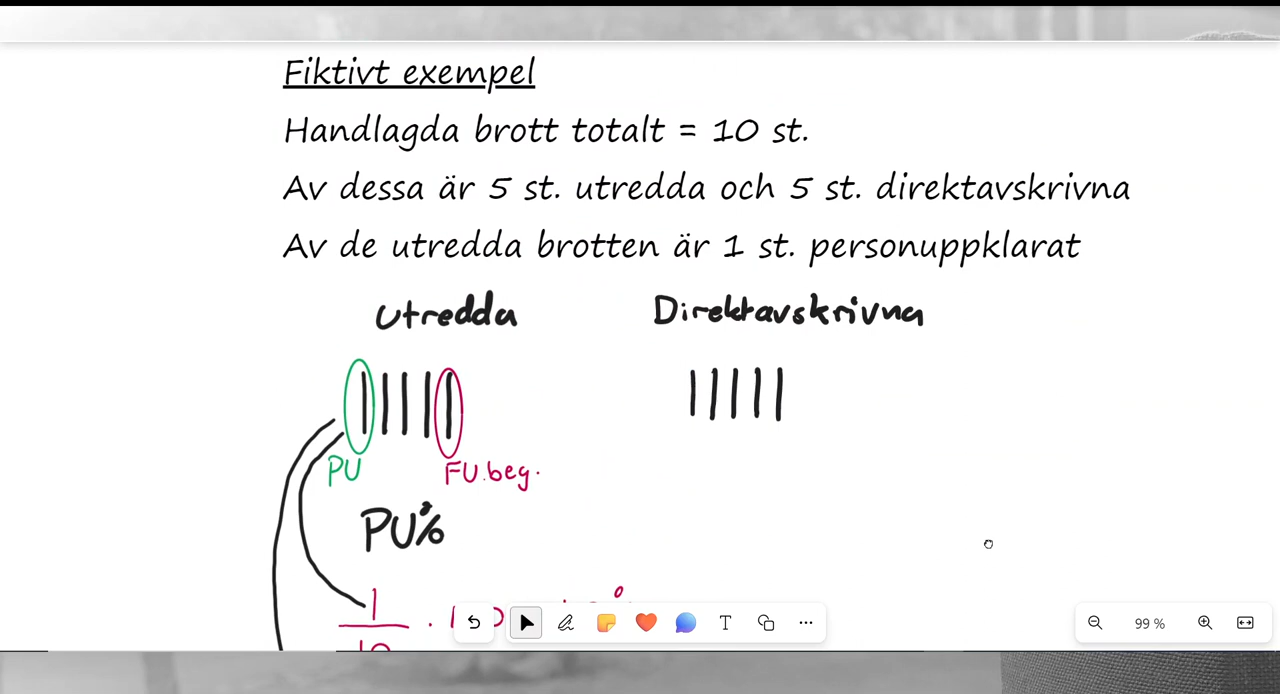 Fiktivt exempel
Handlagda brott totalt = 10 st.
Av dessa är 5 st. utredda och 5 st. direktavskrivna
Av de utredda brotten är 1 st. personuppklarat
Utredda
Direktavskrivna
PU
FU.beg.
PU%
1
10
T
99 %